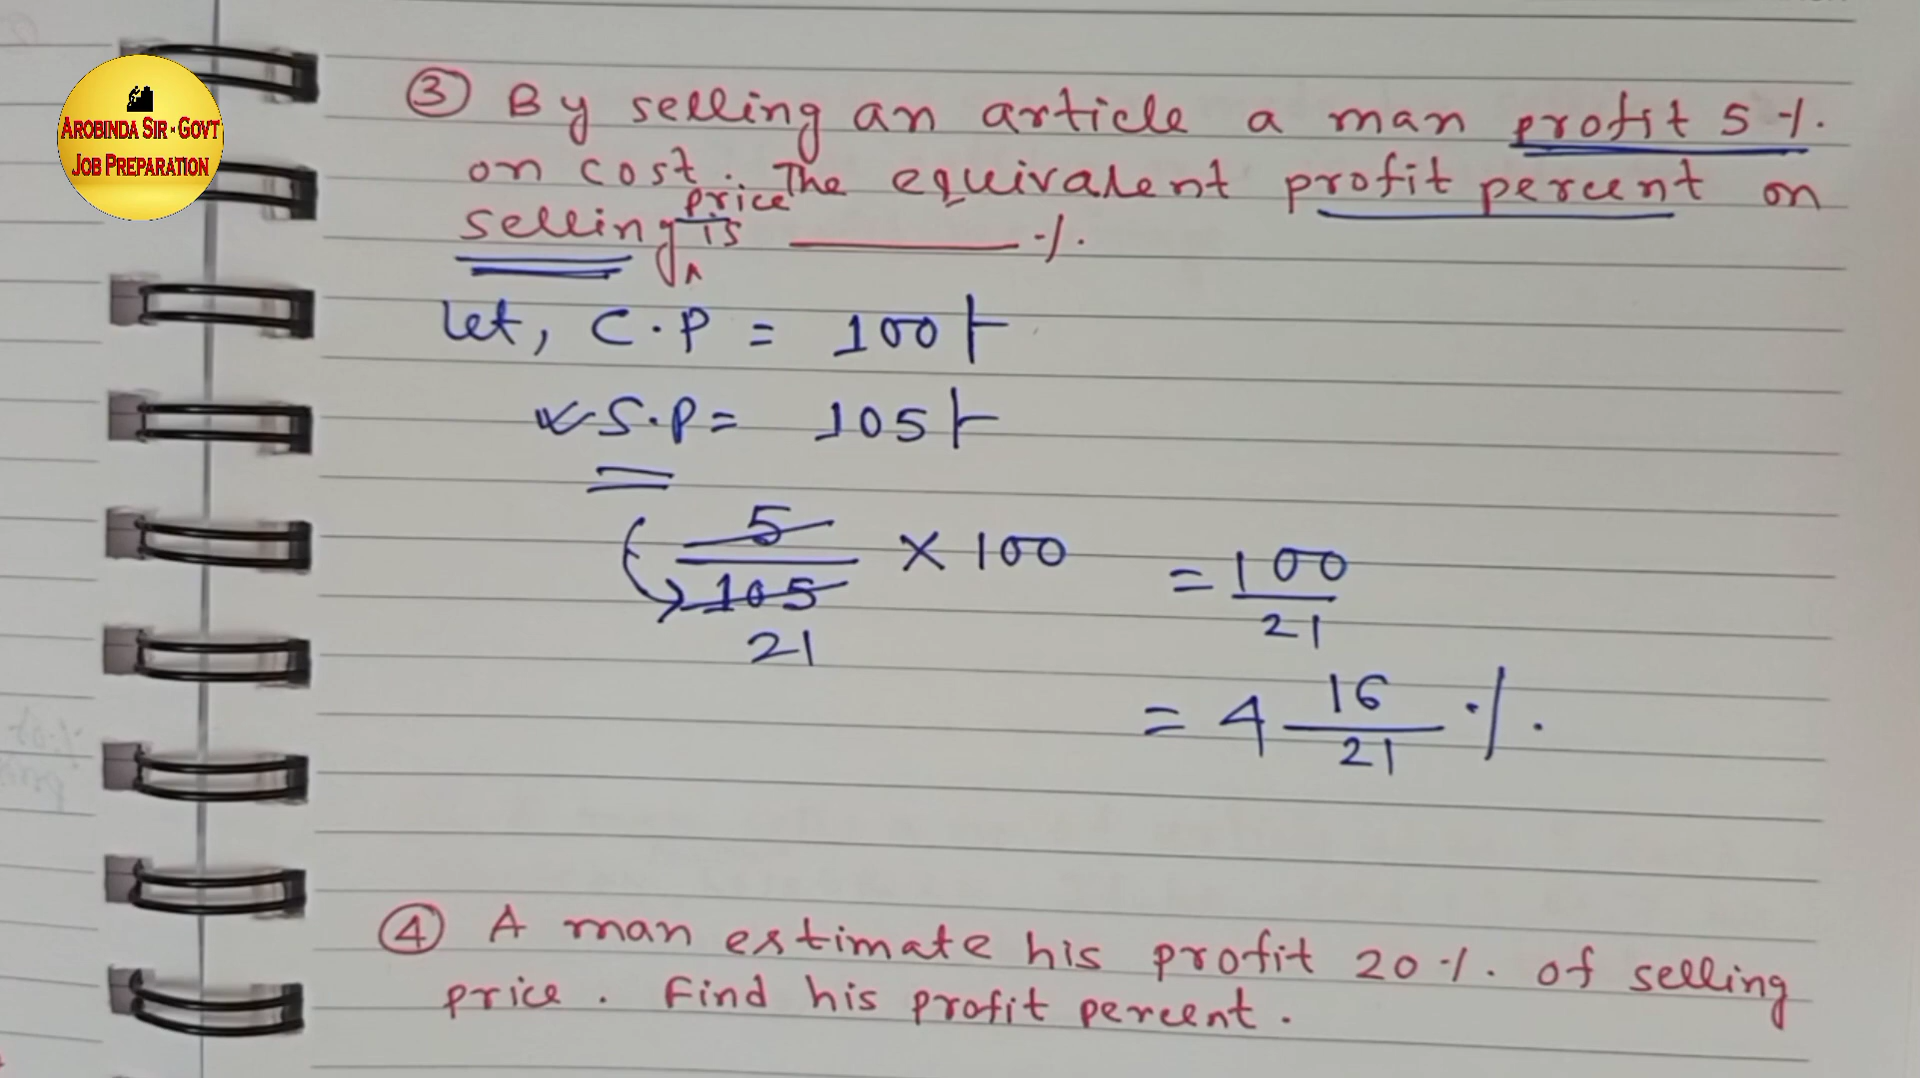 AROBINDA SIR - GOVT
JOB PREPARATION
③ By selling an article a man profit 5%.
on cost. The equivalent profit percent on
price
selling is ______ %.
Let, C.P = 100 ⊦
S.P = 105 ⊦
5/105 × 100 = 100/21
21
= 4 16/21 %.
④ A man estimate his profit 20%. of selling
price. Find his profit percent.